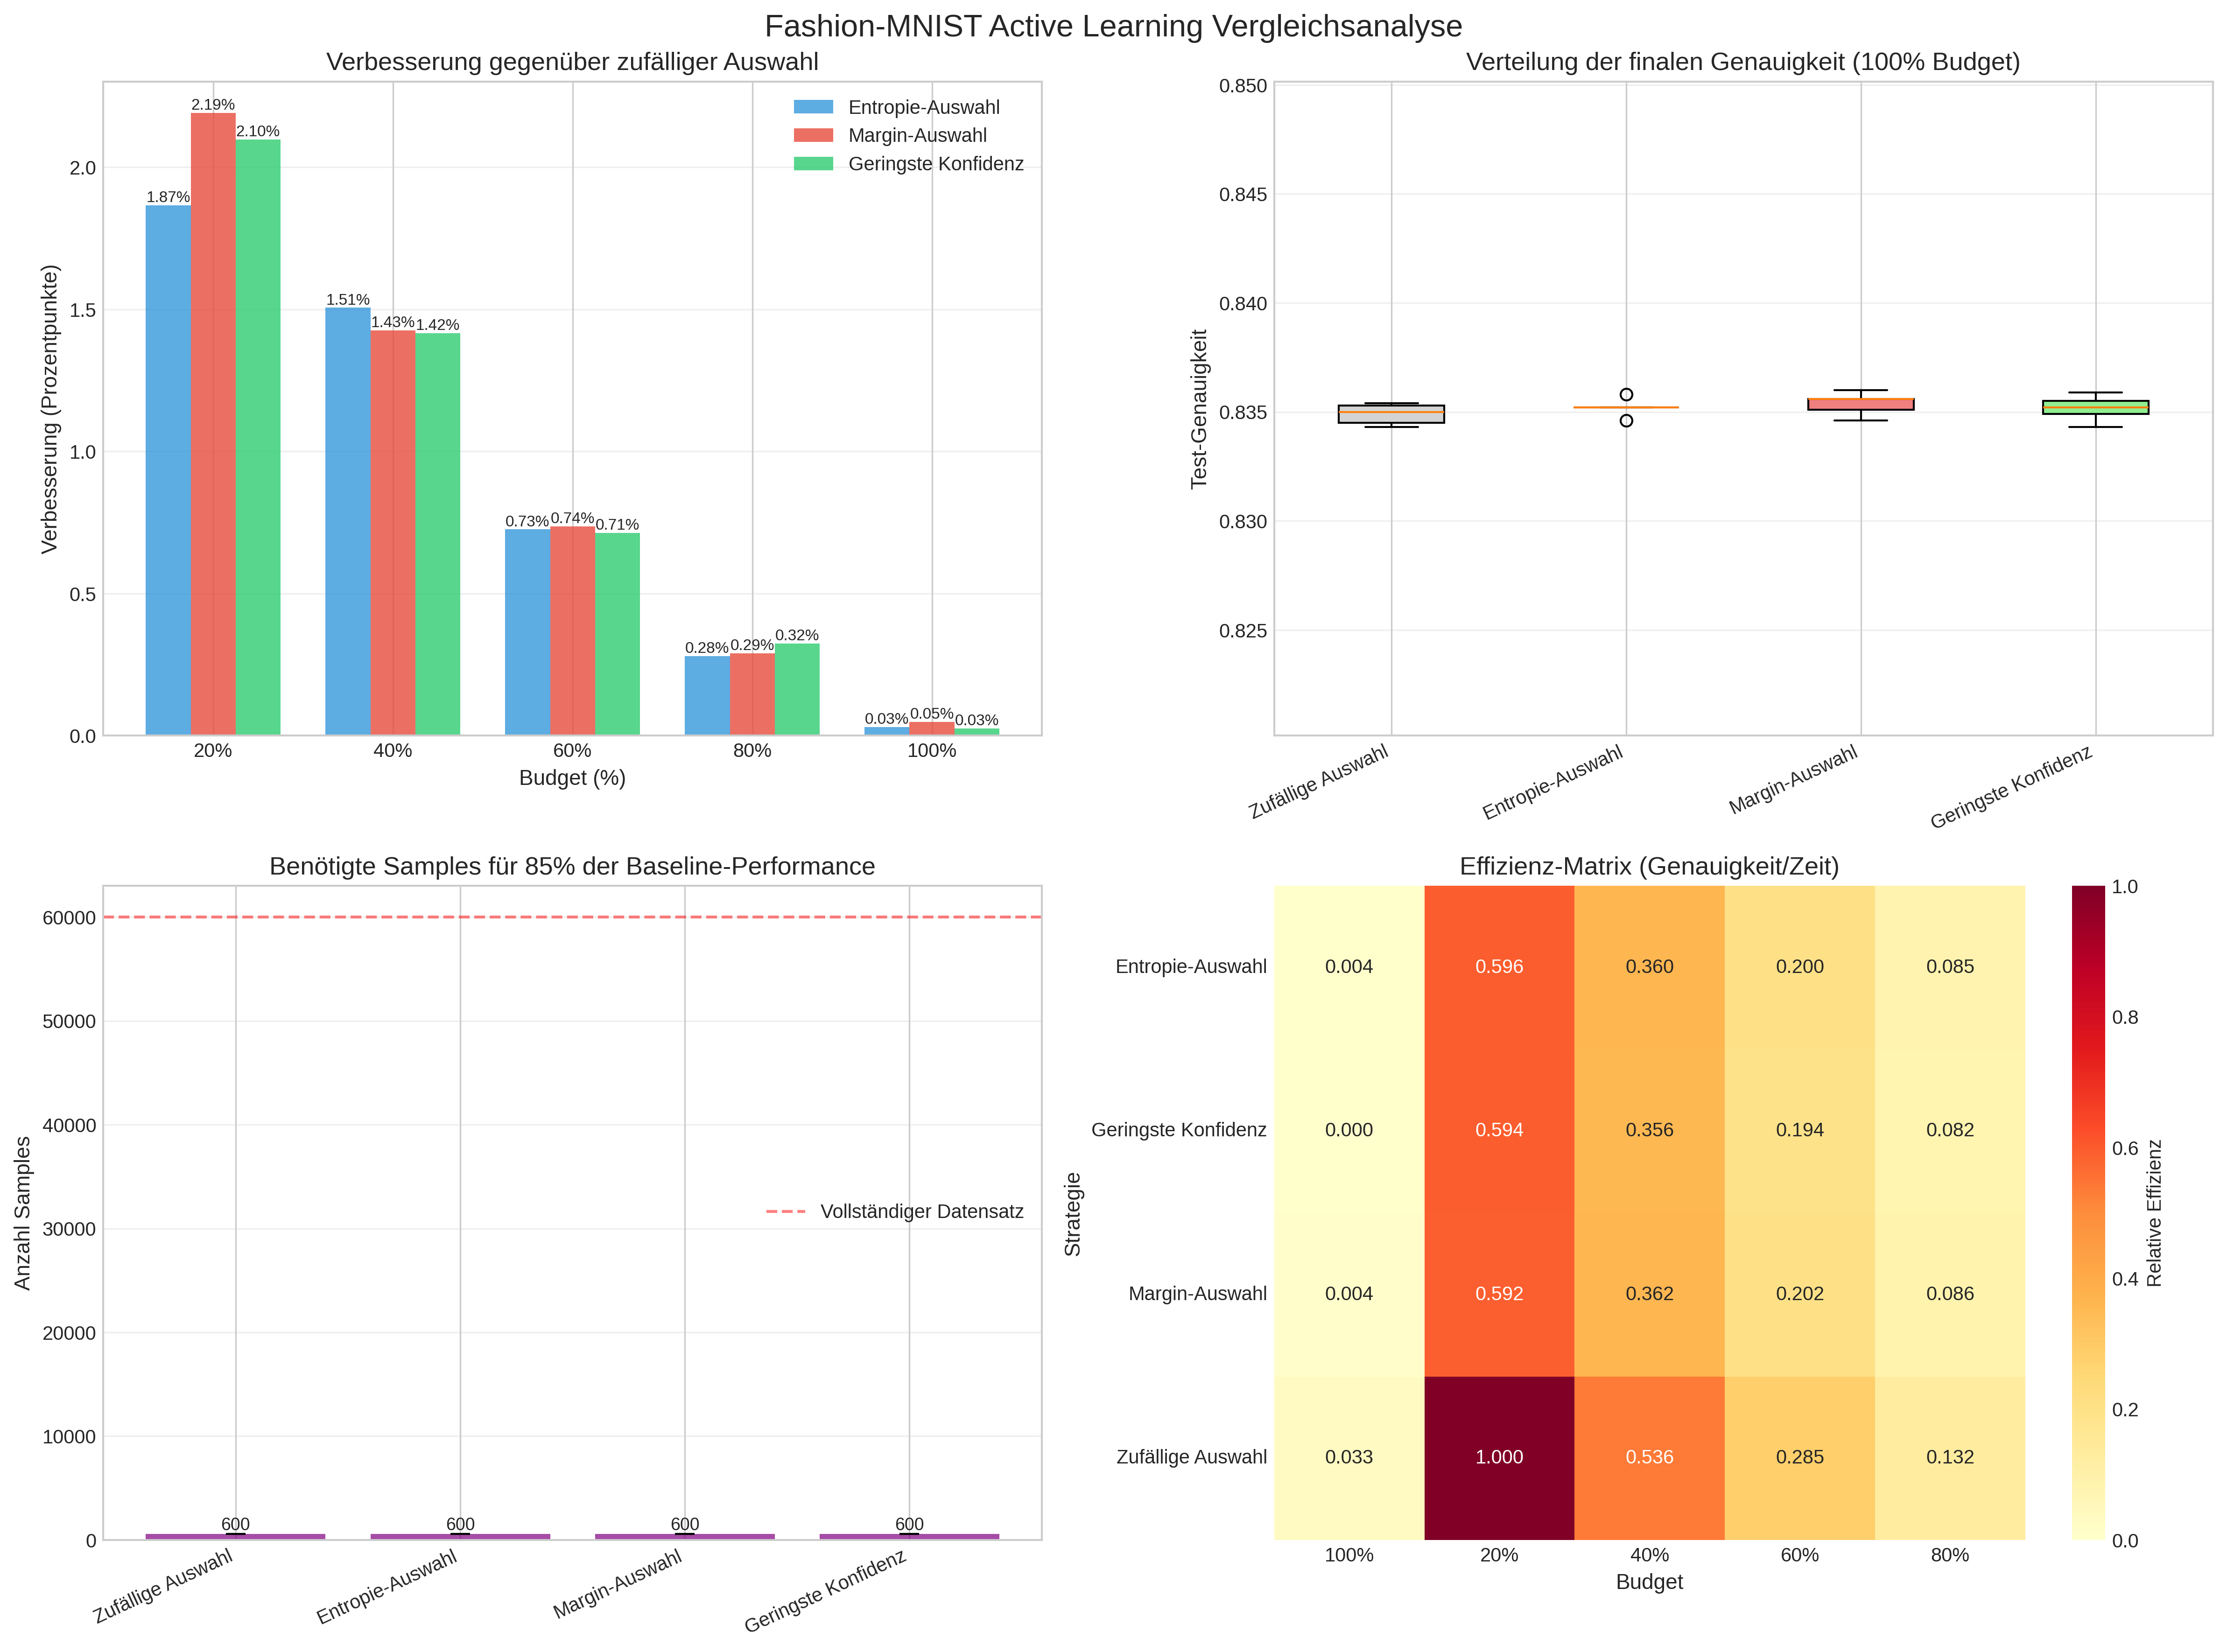 Fashion-MNIST Active Learning Vergleichsanalyse
Verbesserung gegenüber zufälliger Auswahl
Verbesserung (Prozentpunkte)
2.0
1.5
1.0
0.5
0.0
Entropie-Auswahl
Margin-Auswahl
Geringste Konfidenz
1.87%
2.19%
2.10%
1.51%
1.43%
1.42%
0.73%
0.74%
0.71%
0.28%
0.29%
0.32%
0.03%
0.05%
0.03%
20%
40%
60%
80%
100%
Budget (%)
Verteilung der finalen Genauigkeit (100% Budget)
Test-Genauigkeit
0.850
0.845
0.840
0.835
0.830
0.825
Zufällige Auswahl
Entropie-Auswahl
Margin-Auswahl
Geringste Konfidenz
Benötigte Samples für 85% der Baseline-Performance
Anzahl Samples
60000
50000
40000
30000
20000
10000
0
Vollständiger Datensatz
600
600
600
600
Zufällige Auswahl
Entropie-Auswahl
Margin-Auswahl
Geringste Konfidenz
Effizienz-Matrix (Genauigkeit/Zeit)
Strategie
Entropie-Auswahl
0.004
0.596
0.360
0.200
0.085
Geringste Konfidenz
0.000
0.594
0.356
0.194
0.082
Margin-Auswahl
0.004
0.592
0.362
0.202
0.086
Zufällige Auswahl
0.033
1.000
0.536
0.285
0.132
100%
20%
40%
60%
80%
Budget
1.0
0.8
0.6
0.4
0.2
0.0
Relative Effizienz